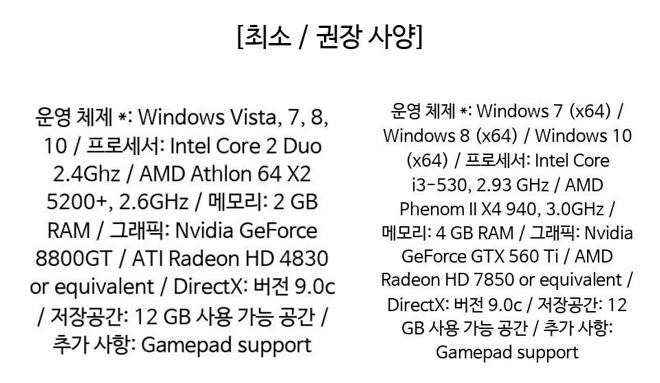 [최소 / 권장 사양]
운영 체제 *: Windows Vista, 7, 8,
10 / 프로세서: Intel Core 2 Duo
2.4Ghz / AMD Athlon 64 X2
5200+, 2.6GHz / 메모리: 2 GB
RAM / 그래픽: Nvidia GeForce
8800GT / ATI Radeon HD 4830
or equivalent / DirectX: 버전 9.0c
/ 저장공간: 12 GB 사용 가능 공간 /
추가 사항: Gamepad support
운영 체제 *: Windows 7 (x64) /
Windows 8 (x64) / Windows 10
(x64) / 프로세서: Intel Core
i3-530, 2.93 GHz / AMD
Phenom II X4 940, 3.0GHz /
메모리: 4 GB RAM / 그래픽: Nvidia
GeForce GTX 560 Ti / AMD
Radeon HD 7850 or equivalent /
DirectX: 버전 9.0c / 저장공간: 12
GB 사용 가능 공간 / 추가 사항:
Gamepad support